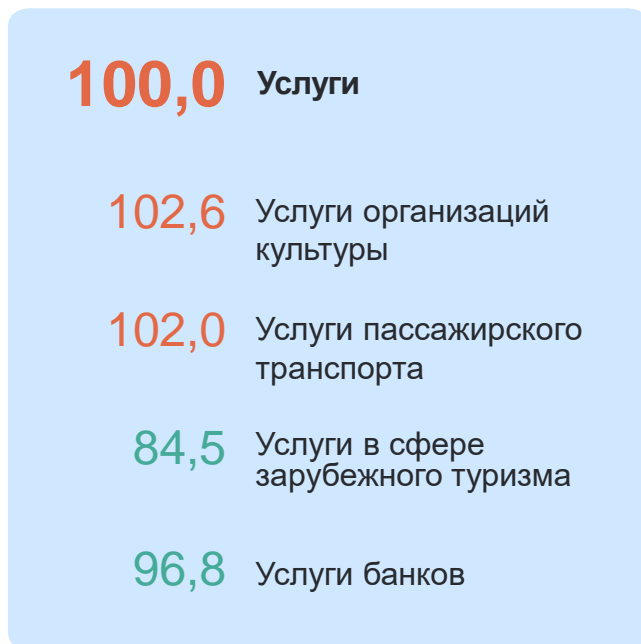 100,0 Услуги
102,6 Услуги организаций
культуры
102,0 Услуги пассажирского
транспорта
84,5 Услуги в сфере
зарубежного туризма
96,8 Услуги банков